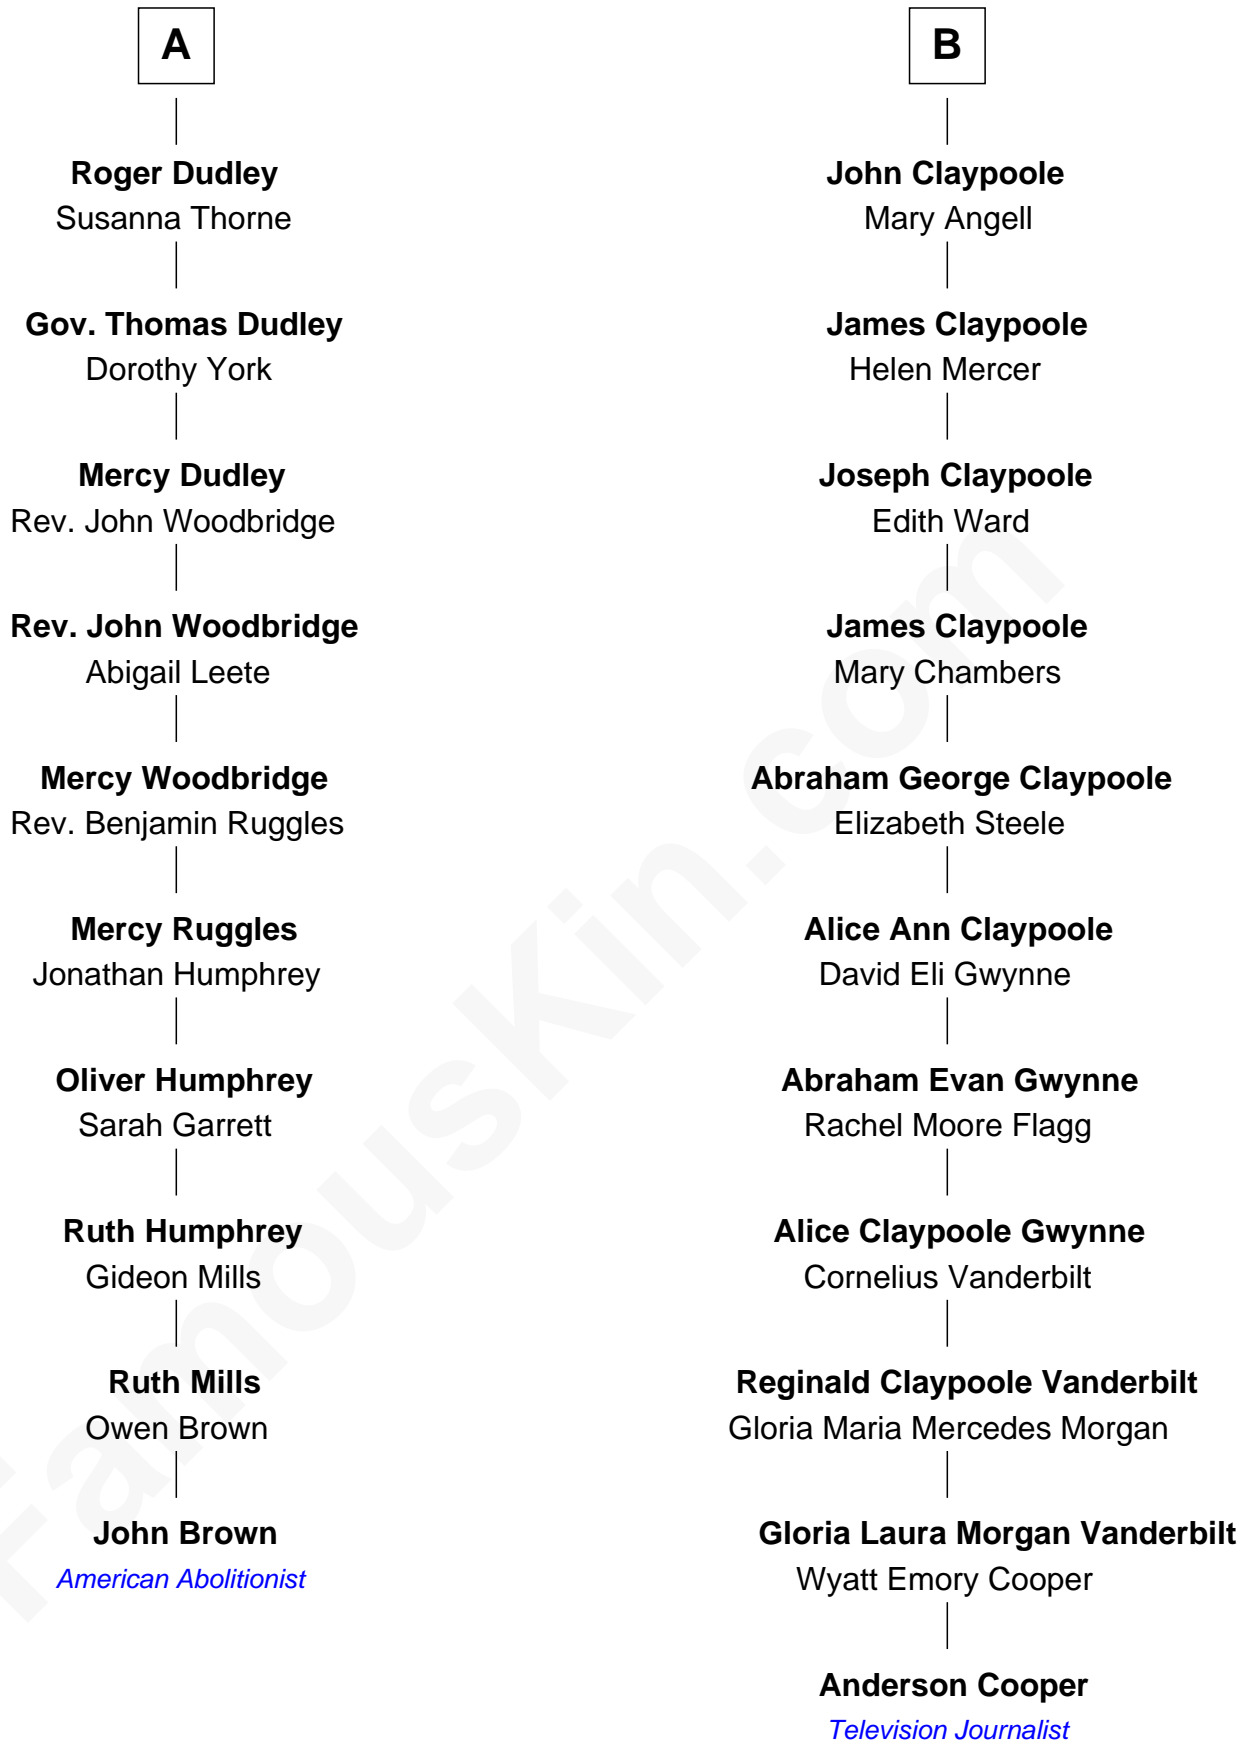 A
Roger Dudley
Susanna Thorne
Gov. Thomas Dudley
Dorothy York
Mercy Dudley
Rev. John Woodbridge
Rev. John Woodbridge
Abigail Leete
Mercy Woodbridge
Rev. Benjamin Ruggles
Mercy Ruggles
Jonathan Humphrey
Oliver Humphrey
Sarah Garrett
Ruth Humphrey
Gideon Mills
Ruth Mills
Owen Brown
John Brown
American Abolitionist
B
John Claypoole
Mary Angell
James Claypoole
Helen Mercer
Joseph Claypoole
Edith Ward
James Claypoole
Mary Chambers
Abraham George Claypoole
Elizabeth Steele
Alice Ann Claypoole
David Eli Gwynne
Abraham Evan Gwynne
Rachel Moore Flagg
Alice Claypoole Gwynne
Cornelius Vanderbilt
Reginald Claypoole Vanderbilt
Gloria Maria Mercedes Morgan
Gloria Laura Morgan Vanderbilt
Wyatt Emory Cooper
Anderson Cooper
Television Journalist
FamousKin.com